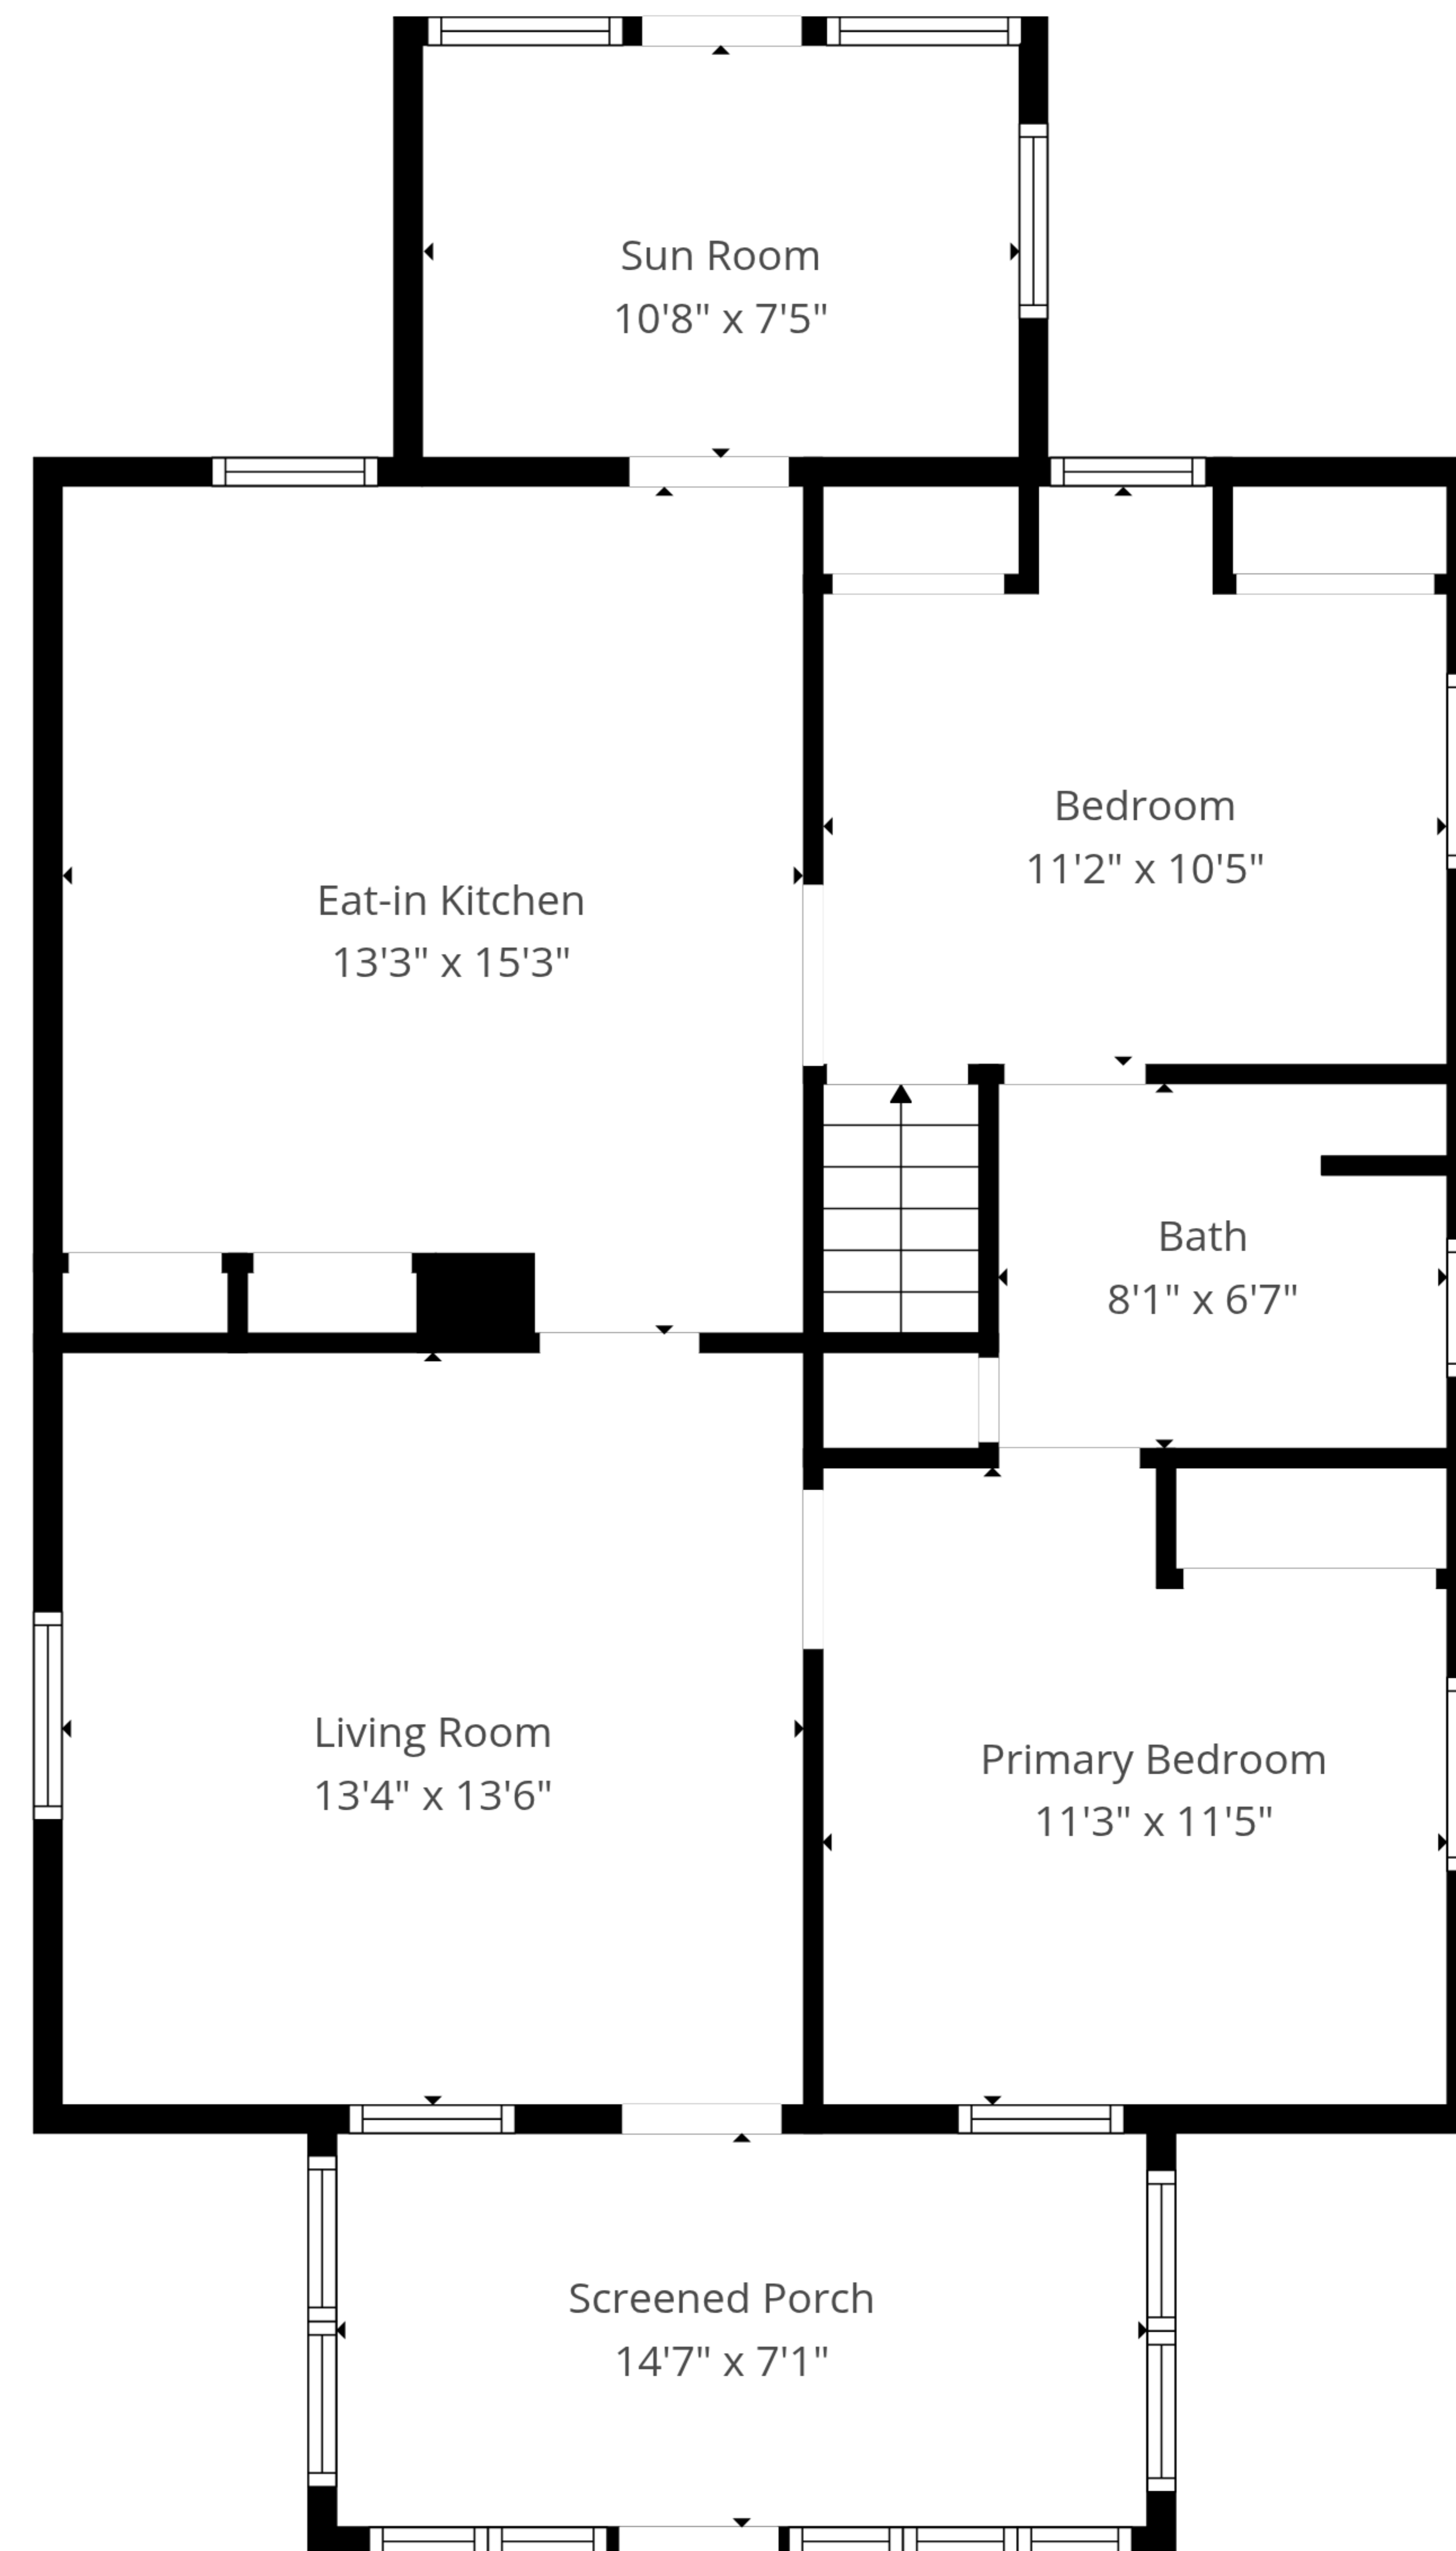 Sun Room
10'8" x 7'5"
Bedroom
11'2" x 10'5"
Eat-in Kitchen
13'3" x 15'3"
Bath
8'1" x 6'7"
Living Room
13'4" x 13'6"
Primary Bedroom
11'3" x 11'5"
Screened Porch
14'7" x 7'1"